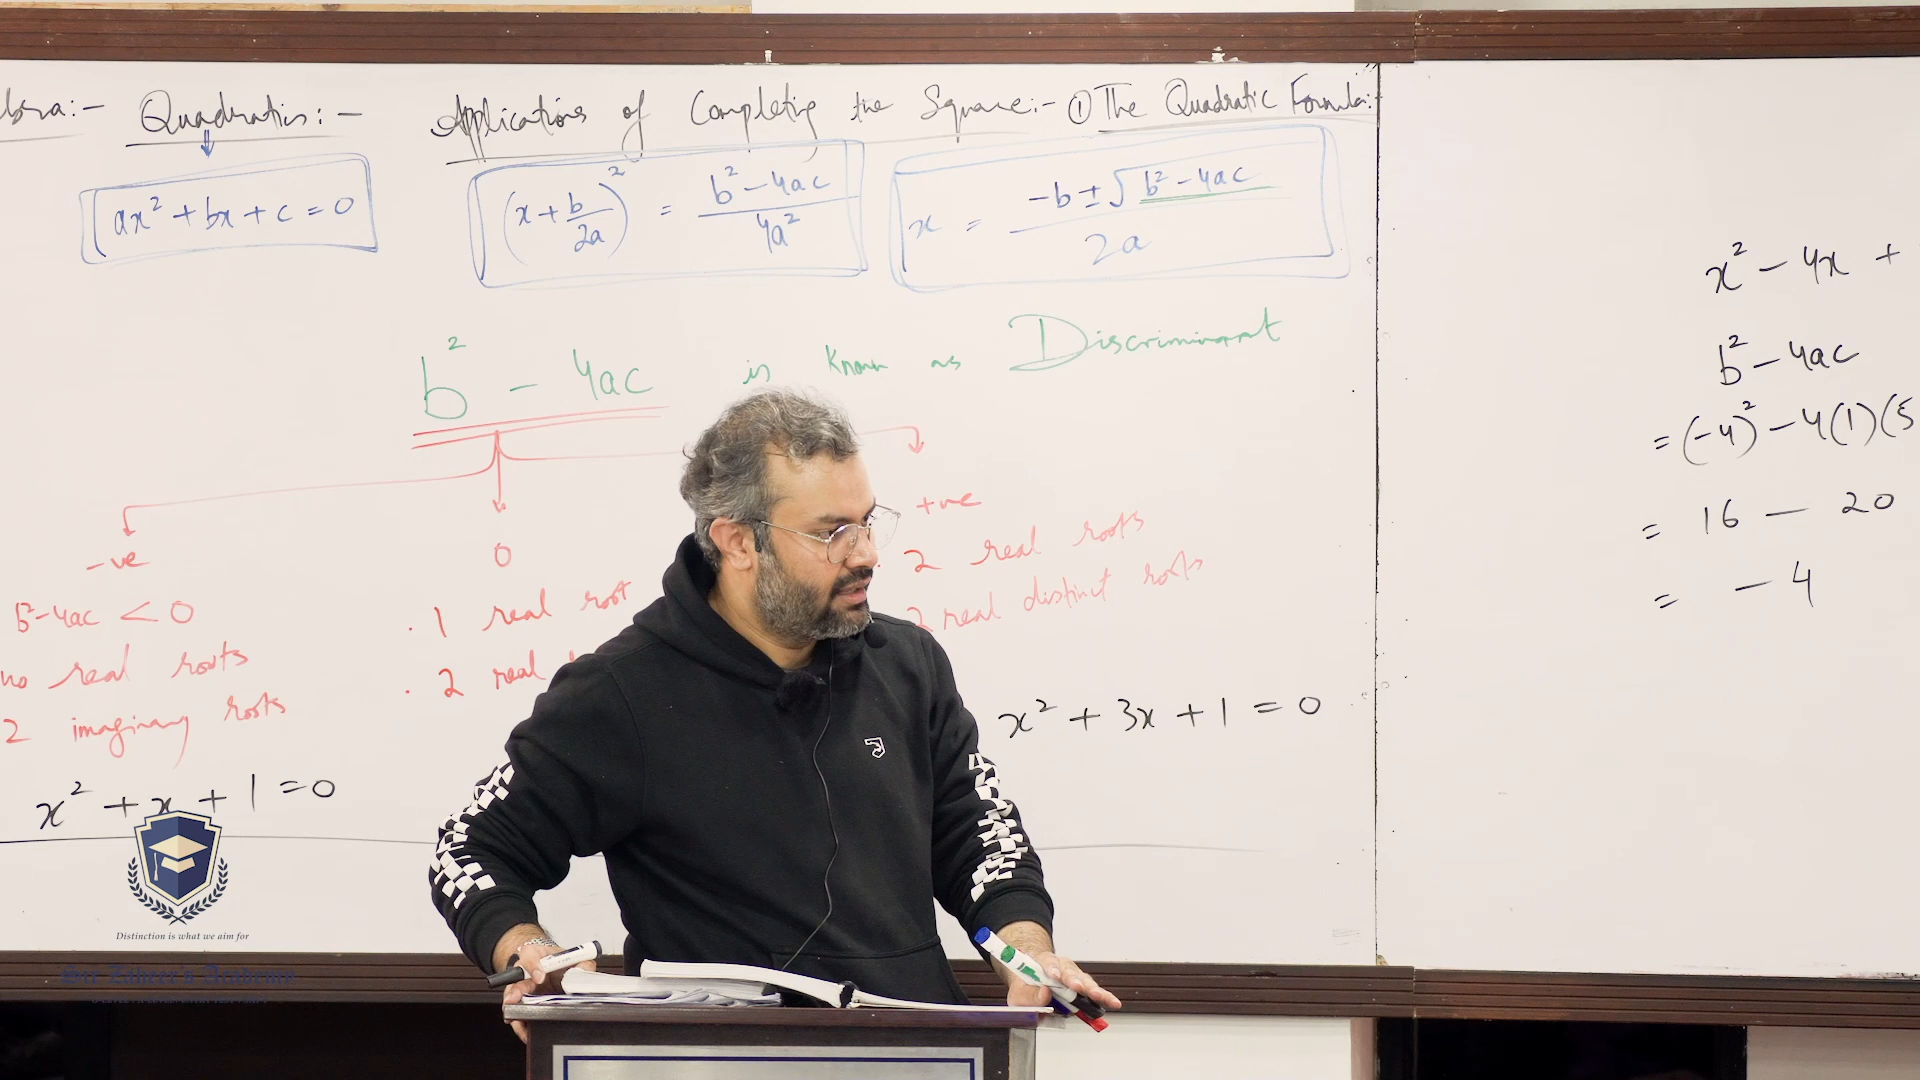 bra:- Quadratics:- Applications of Completing the Square:- ① The Quadratic Formula:
ax² + bx + c = 0
(x + b/2a)² = b² - 4ac / 4a²
x = -b ± √b² - 4ac / 2a
b² - 4ac is known as Discriminant
-ve
b² - 4ac < 0
no real roots
2 imaginary roots
x² + x + 1 = 0
0
. 1 real root
. 2 real
+ve
2 real roots
2 real distinct roots
x² + 3x + 1 = 0
x² - 4x +
b² - 4ac
= (-4)² - 4(1)(5
= 16 - 20
= -4
Distinction is what we aim for
Sir Zaheer's Academy